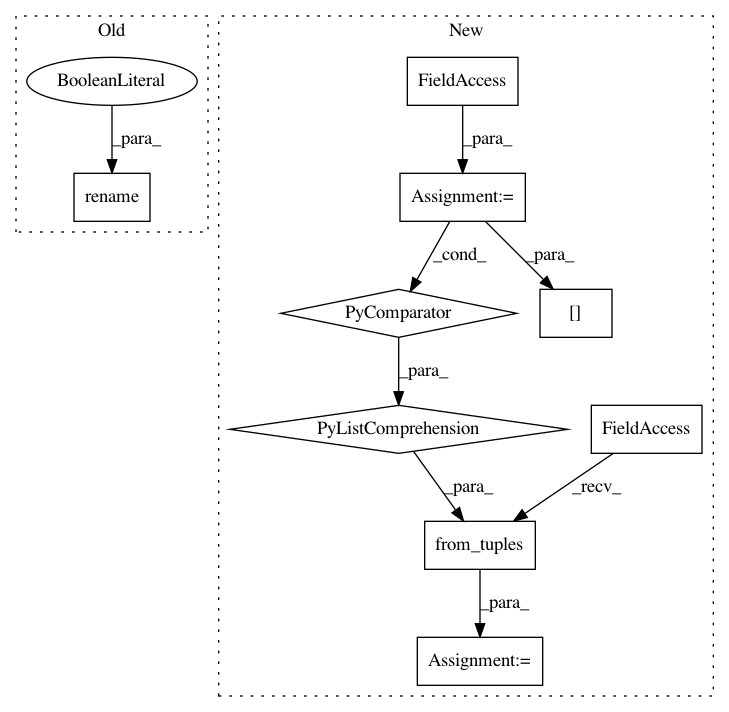 Old
New
BooleanLiteral
FieldAccess
_para_
_para_
rename
Assignment:=
_cond_
_para_
PyComparator
[]
_para_
PyListComprehension
FieldAccess
_para_
_recv_
from_tuples
_para_
Assignment:=